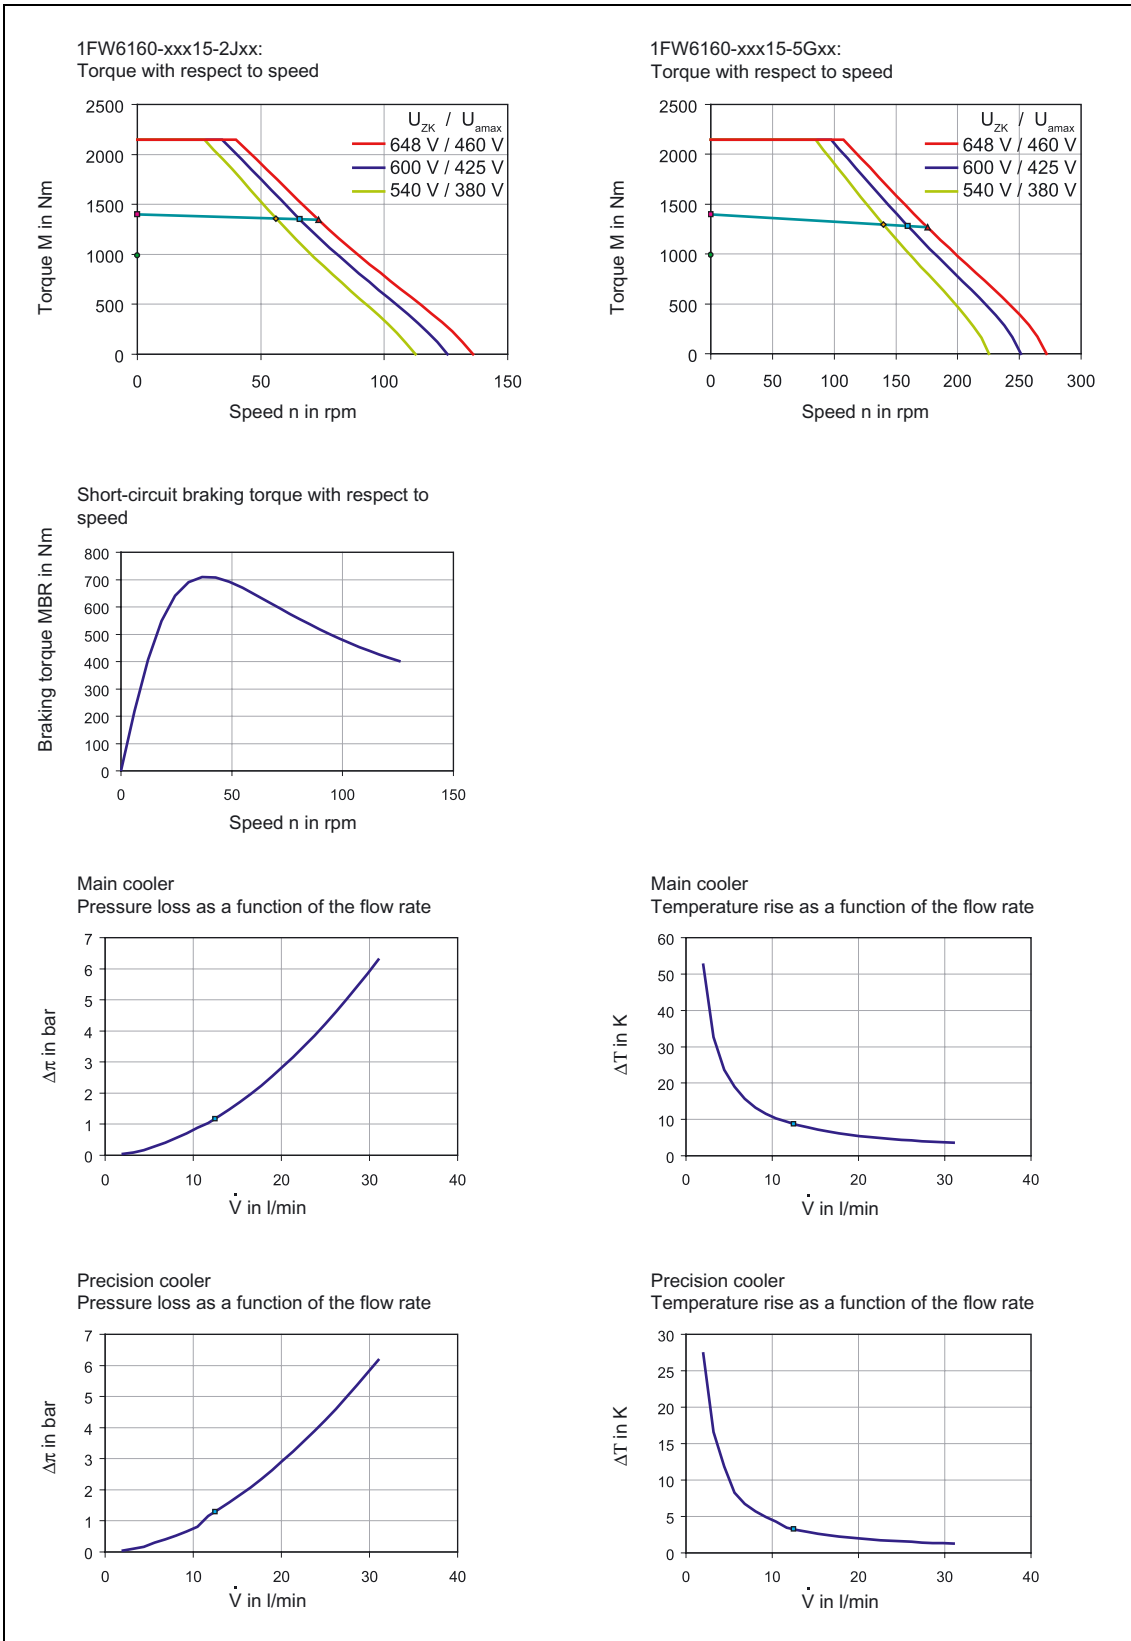 1FW6160-xxx15-2Jxx:
Torque with respect to speed
Torque M in Nm
2500
2000
1500
1000
500
0
U_ZK / U_amax
648 V / 460 V
600 V / 425 V
540 V / 380 V
0 50 100 150
Speed n in rpm
1FW6160-xxx15-5Gxx:
Torque with respect to speed
Torque M in Nm
2500
2000
1500
1000
500
0
U_ZK / U_amax
648 V / 460 V
600 V / 425 V
540 V / 380 V
0 50 100 150 200 250 300
Speed n in rpm
Short-circuit braking torque with respect to
speed
Braking torque MBR in Nm
800
700
600
500
400
300
200
100
0
0 50 100 150
Speed n in rpm
Main cooler
Pressure loss as a function of the flow rate
Δπ in bar
7
6
5
4
3
2
1
0
0 10 20 30 40
V̇ in l/min
Main cooler
Temperature rise as a function of the flow rate
ΔT in K
60
50
40
30
20
10
0
0 10 20 30 40
V̇ in l/min
Precision cooler
Pressure loss as a function of the flow rate
Δπ in bar
7
6
5
4
3
2
1
0
0 10 20 30 40
V̇ in l/min
Precision cooler
Temperature rise as a function of the flow rate
ΔT in K
30
25
20
15
10
5
0
0 10 20 30 40
V̇ in l/min